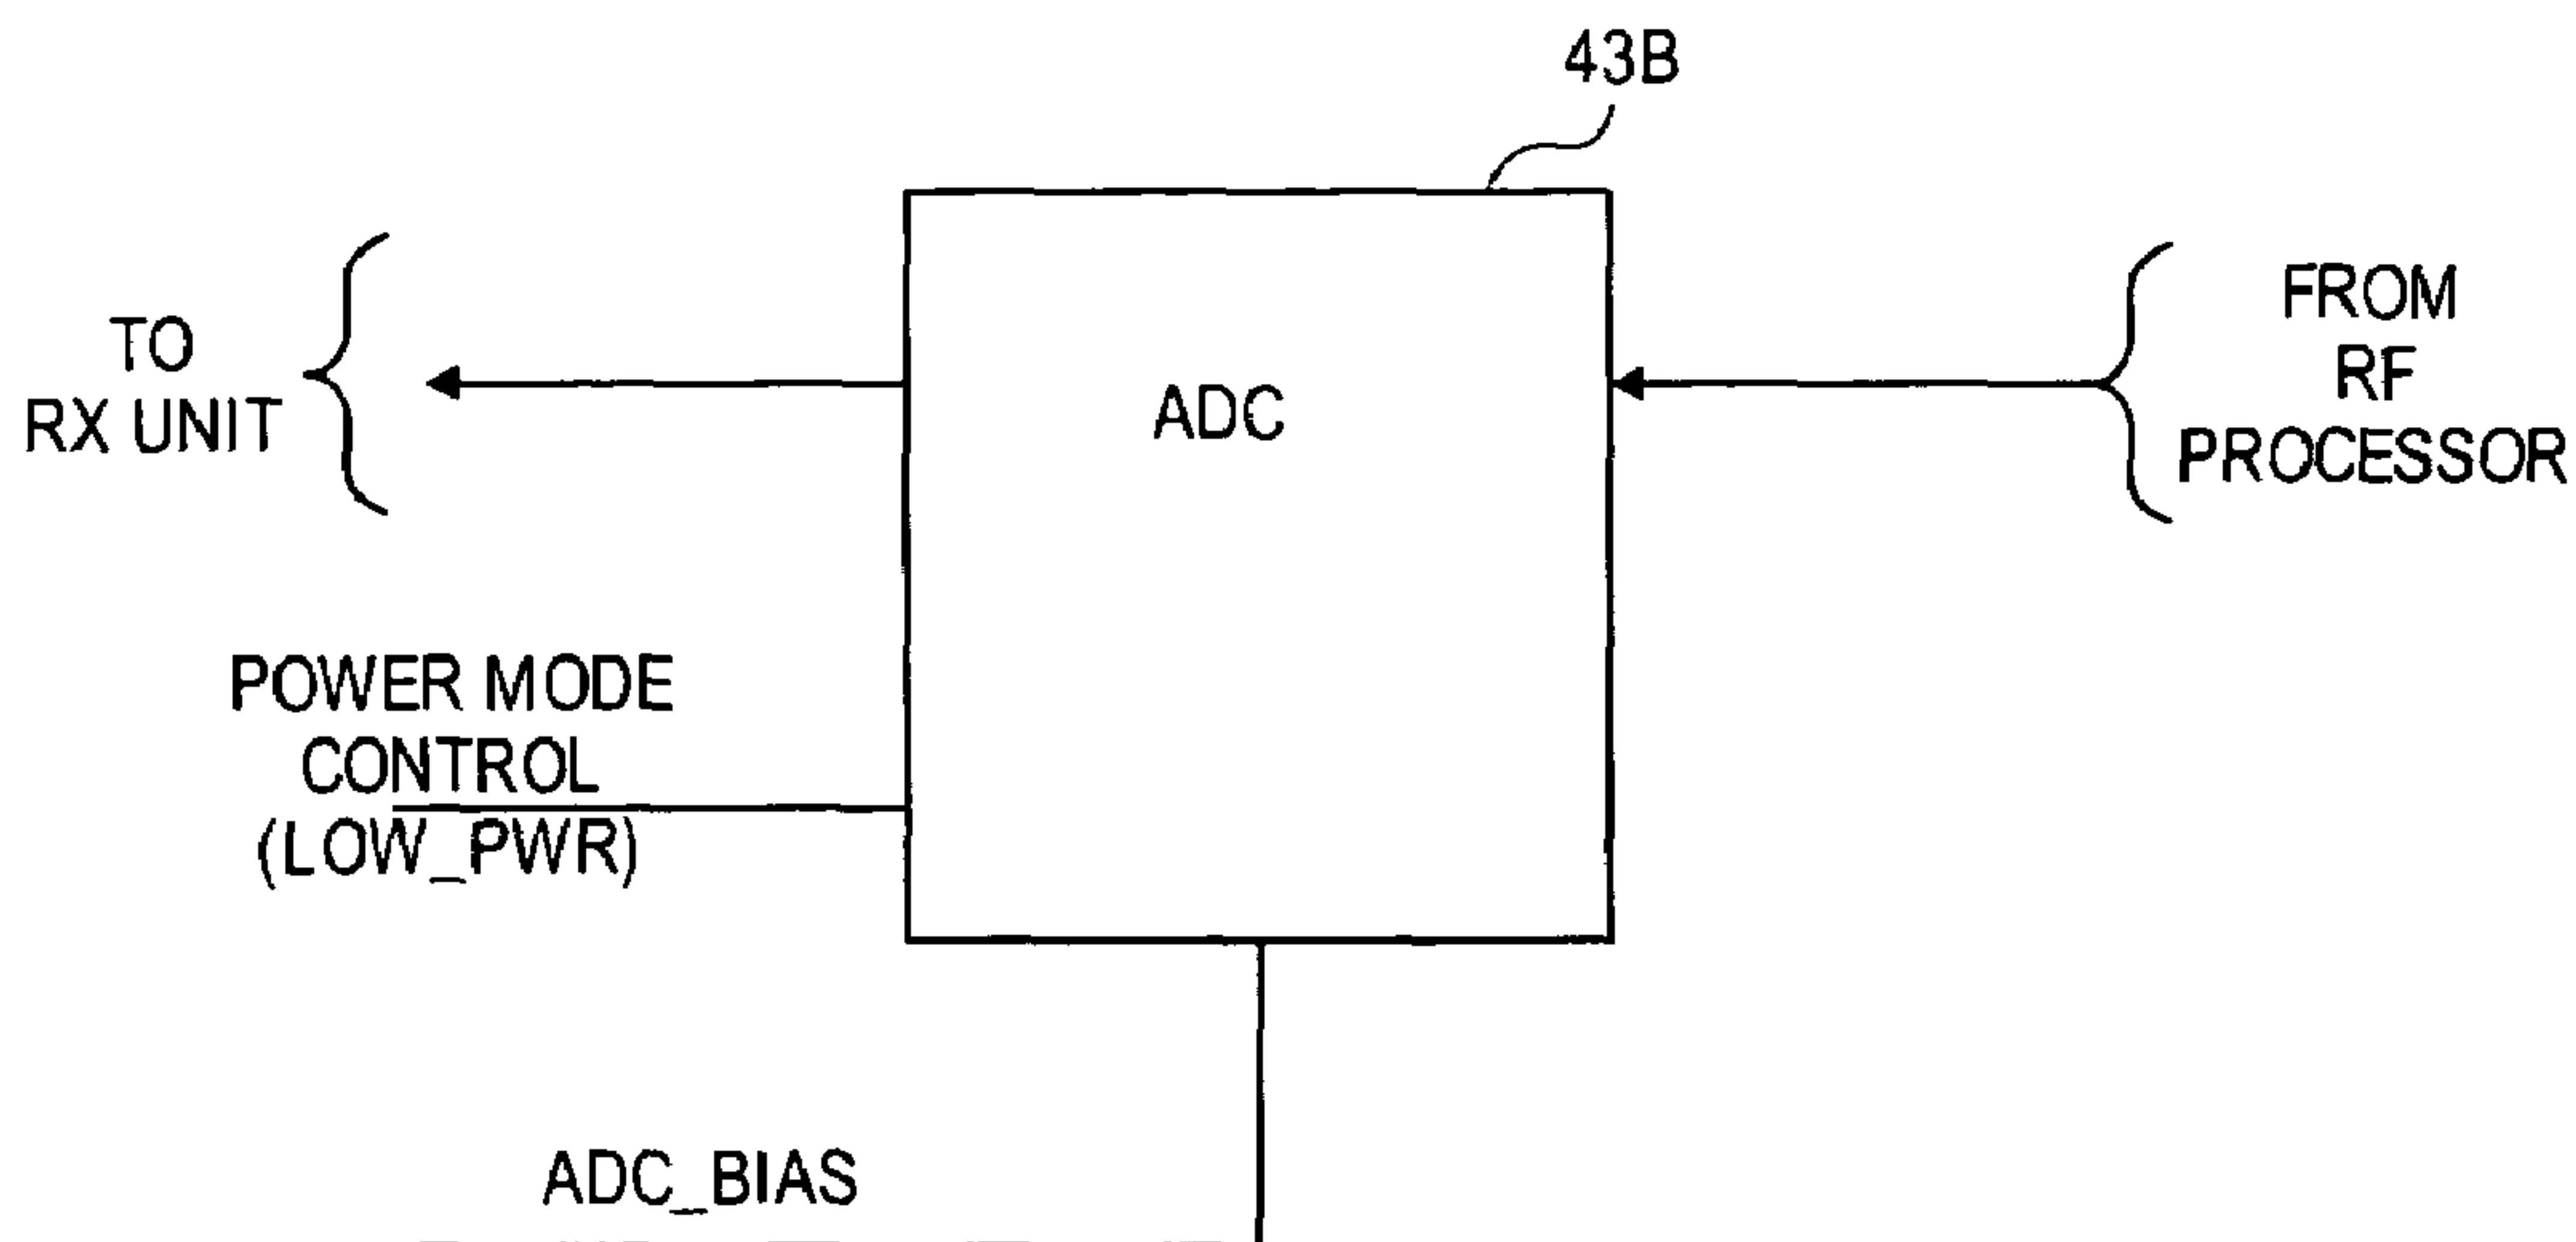 43B
TO
RX UNIT
ADC
FROM
RF
PROCESSOR
POWER MODE
CONTROL
(LOW_PWR)
ADC_BIAS